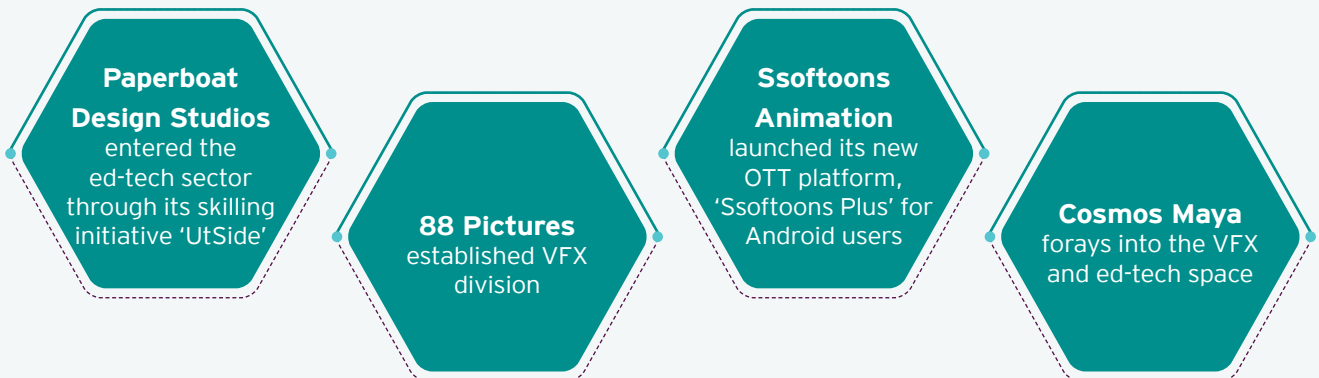 Paperboat
Design Studios
entered the
ed-tech sector
through its skilling
initiative ‘UtSide’
88 Pictures
established VFX
division
Ssoftoons
Animation
launched its new
OTT platform,
‘Ssoftoons Plus’ for
Android users
Cosmos Maya
forays into the VFX
and ed-tech space